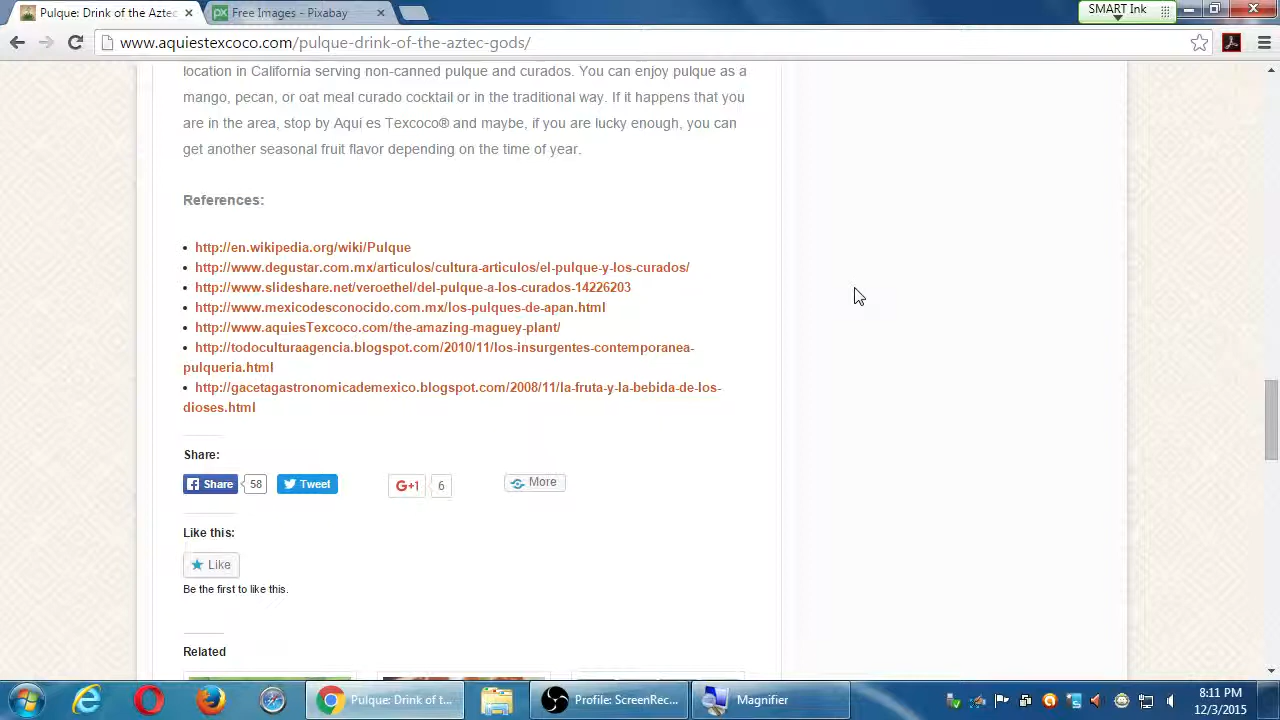 Pulque: Drink of the Aztec
Free Images - Pixabay
SMART Ink
www.aquiestexcoco.com/pulque-drink-of-the-aztec-gods/
location in California serving non-canned pulque and curados. You can enjoy pulque as a
mango, pecan, or oat meal curado cocktail or in the traditional way. If it happens that you
are in the area, stop by Aqui es Texcoco® and maybe, if you are lucky enough, you can
get another seasonal fruit flavor depending on the time of year.
References:
• http://en.wikipedia.org/wiki/Pulque
• http://www.degustar.com.mx/articulos/cultura-articulos/el-pulque-y-los-curados/
• http://www.slideshare.net/veroethel/del-pulque-a-los-curados-14226203
• http://www.mexicodesconocido.com.mx/los-pulques-de-apan.html
• http://www.aquiesTexcoco.com/the-amazing-maguey-plant/
• http://todoculturaagencia.blogspot.com/2010/11/los-insurgentes-contemporanea-
pulqueria.html
• http://gacetagastronomicademexico.blogspot.com/2008/11/la-fruta-y-la-bebida-de-los-
dioses.html
Share:
Share 58 Tweet G+1 6 More
Like this:
Like
Be the first to like this.
Related
Pulque: Drink of t...
Profile: ScreenRec...
Magnifier
8:11 PM
12/3/2015